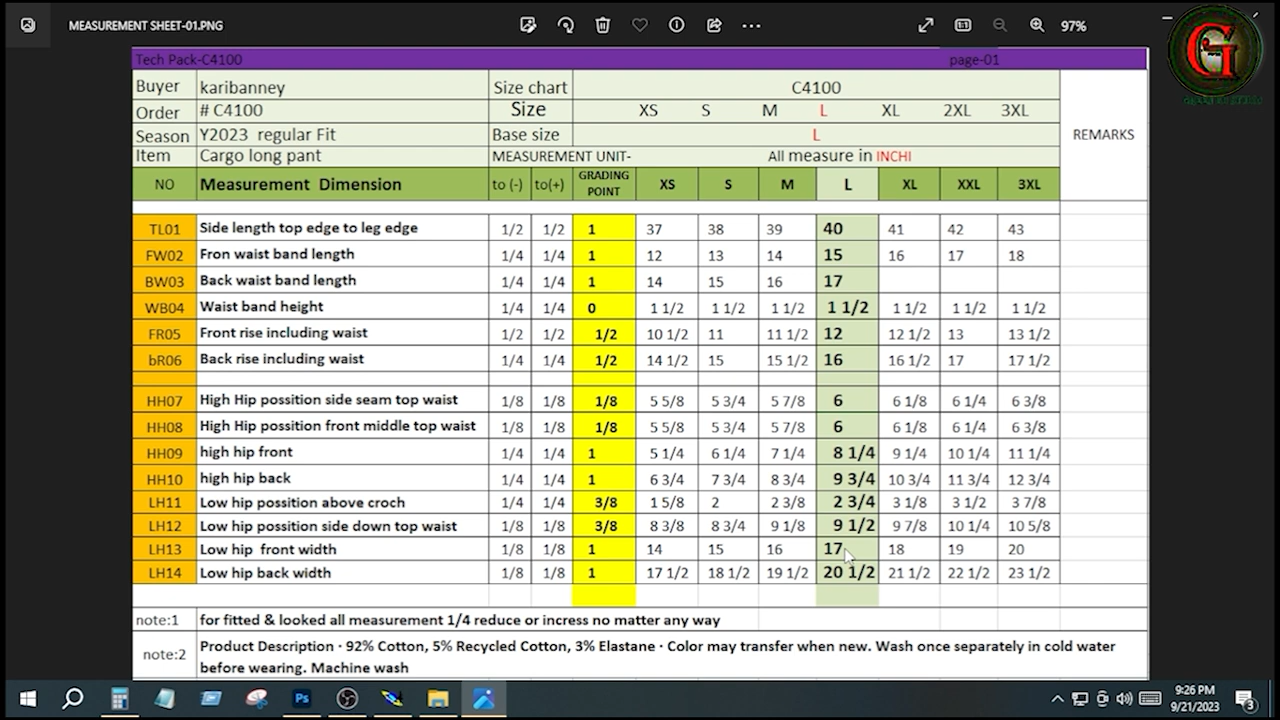 MEASUREMENT SHEET-01.PNG
97%
Tech Pack-C4100 page-01
Buyer karibanney Size chart C4100
Order # C4100 Size XS S M L XL 2XL 3XL
Season Y2023 regular Fit Base size L REMARKS
Item Cargo long pant MEASUREMENT UNIT- All measure in INCHI
NO Measurement Dimension to (-) to(+) GRADING POINT XS S M L XL XXL 3XL
TL01 Side length top edge to leg edge 1/2 1/2 1 37 38 39 40 41 42 43
FW02 Fron waist band length 1/4 1/4 1 12 13 14 15 16 17 18
BW03 Back waist band length 1/4 1/4 1 14 15 16 17
WB04 Waist band height 1/4 1/4 0 1 1/2 1 1/2 1 1/2 1 1/2 1 1/2 1 1/2 1 1/2
FR05 Front rise including waist 1/2 1/2 1/2 10 1/2 11 11 1/2 12 12 1/2 13 13 1/2
bR06 Back rise including waist 1/4 1/4 1/2 14 1/2 15 15 1/2 16 16 1/2 17 17 1/2
HH07 High Hip possition side seam top waist 1/8 1/8 1/8 5 5/8 5 3/4 5 7/8 6 6 1/8 6 1/4 6 3/8
HH08 High Hip possition front middle top waist 1/8 1/8 1/8 5 5/8 5 3/4 5 7/8 6 6 1/8 6 1/4 6 3/8
HH09 high hip front 1/4 1/4 1 5 1/4 6 1/4 7 1/4 8 1/4 9 1/4 10 1/4 11 1/4
HH10 high hip back 1/4 1/4 1 6 3/4 7 3/4 8 3/4 9 3/4 10 3/4 11 3/4 12 3/4
LH11 Low hip possition above croch 1/4 1/4 3/8 1 5/8 2 2 3/8 2 3/4 3 1/8 3 1/2 3 7/8
LH12 Low hip possition side down top waist 1/8 1/8 3/8 8 3/8 8 3/4 9 1/8 9 1/2 9 7/8 10 1/4 10 5/8
LH13 Low hip front width 1/8 1/8 1 14 15 16 17 18 19 20
LH14 Low hip back width 1/8 1/8 1 17 1/2 18 1/2 19 1/2 20 1/2 21 1/2 22 1/2 23 1/2
note:1 for fitted & looked all measurement 1/4 reduce or incress no matter any way
note:2 Product Description · 92% Cotton, 5% Recycled Cotton, 3% Elastane · Color may transfer when new. Wash once separately in cold water
before wearing. Machine wash
Ps
9:26 PM
9/21/2023
3